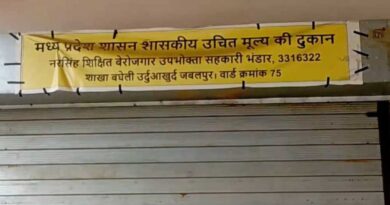 मध्य प्रदेश शासन शासकीय उचित मूल्य की दुकान
नरसिंह शिक्षित बेरोजगार उपभोक्ता सहकारी भंडार, 3316322
शाखा बघेली उर्दुआखुर्द जबलपुर। वार्ड क्रमांक 75